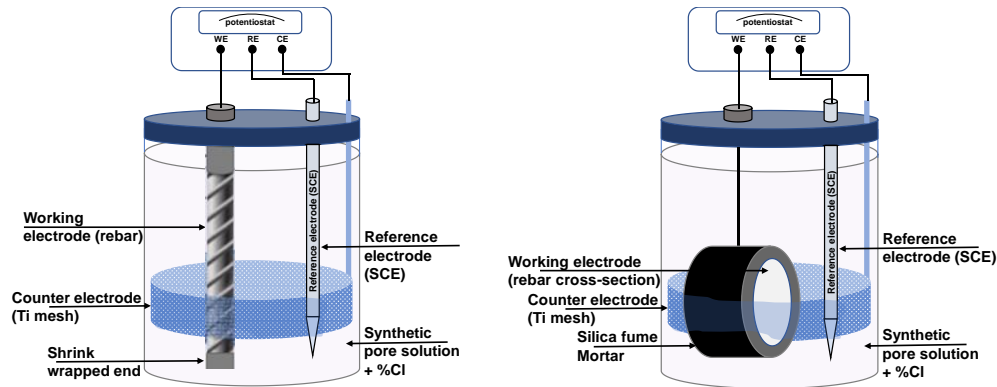 potentiostat
WE RE CE
Reference electrode (SCE)
Working
electrode (rebar)
Reference
electrode
(SCE)
Counter electrode
(Ti mesh)
Shrink
wrapped end
Synthetic
pore solution
+ %Cl
potentiostat
WE RE CE
Reference electrode (SCE)
Working electrode
(rebar cross-section)
Reference
electrode (SCE)
Counter electrode
(Ti mesh)
Silica fume
Mortar
Synthetic
pore solution
+ %Cl